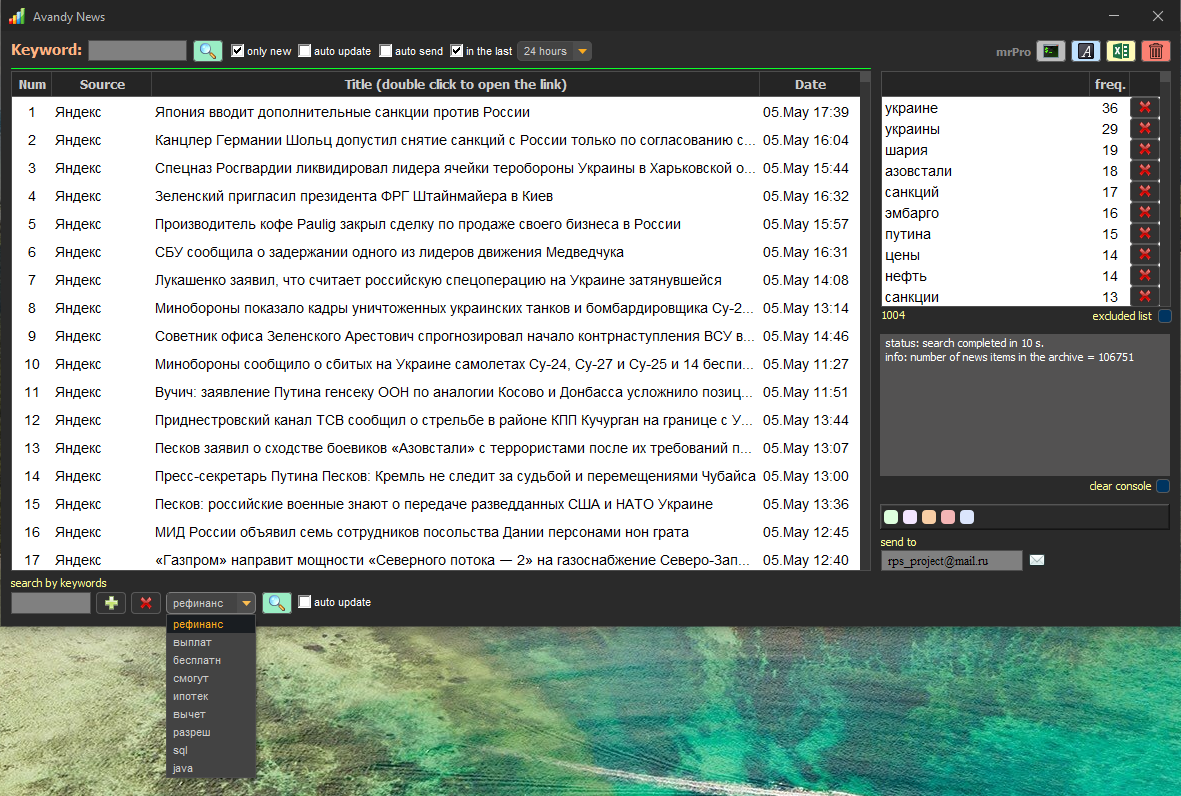 Avandy News
Keyword: only new auto update auto send in the last 24 hours mrPro
Num Source Title (double click to open the link) Date
1 Яндекс Япония вводит дополнительные санкции против России 05.May 17:39
2 Яндекс Канцлер Германии Шольц допустил снятие санкций с России только по согласованию с... 05.May 16:04
3 Яндекс Спецназ Росгвардии ликвидировал лидера ячейки теробороны Украины в Харьковской о... 05.May 15:44
4 Яндекс Зеленский пригласил президента ФРГ Штайнмайера в Киев 05.May 16:32
5 Яндекс Производитель кофе Paulig закрыл сделку по продаже своего бизнеса в России 05.May 15:57
6 Яндекс СБУ сообщила о задержании одного из лидеров движения Медведчука 05.May 16:31
7 Яндекс Лукашенко заявил, что считает российскую спецоперацию на Украине затянувшейся 05.May 14:08
8 Яндекс Минобороны показало кадры уничтоженных украинских танков и бомбардировщика Су-2... 05.May 13:14
9 Яндекс Советник офиса Зеленского Арестович спрогнозировал начало контрнаступления ВСУ в... 05.May 14:46
10 Яндекс Минобороны сообщило о сбитых на Украине самолетах Су-24, Су-27 и Су-25 и 14 беспи... 05.May 11:27
11 Яндекс Вучич: заявление Путина генсеку ООН по аналогии Косово и Донбасса усложнило позиц... 05.May 11:51
12 Яндекс Приднестровский канал ТСВ сообщил о стрельбе в районе КПП Кучурган на границе с У... 05.May 13:44
13 Яндекс Песков заявил о сходстве боевиков «Азовстали» с террористами после их требований п... 05.May 13:07
14 Яндекс Пресс-секретарь Путина Песков: Кремль не следит за судьбой и перемещениями Чубайса 05.May 13:00
15 Яндекс Песков: российские военные знают о передаче разведданных США и НАТО Украине 05.May 13:36
16 Яндекс МИД России объявил семь сотрудников посольства Дании персонами нон грата 05.May 12:45
17 Яндекс «Газпром» направит мощности «Северного потока — 2» на газоснабжение Северо-Зап... 05.May 12:40
freq.
украине 36
украины 29
шария 19
азовстали 18
санкций 17
эмбарго 16
путина 15
цены 14
нефть 14
санкции 13
1004 excluded list
status: search completed in 10 s.
info: number of news items in the archive = 106751
clear console
send to
rps_project@mail.ru
search by keywords
рефинанс auto update
рефинанс
выплат
бесплатн
смогут
ипотек
вычет
разреш
sql
java